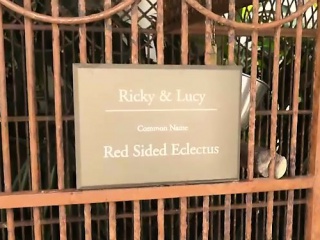 Ricky & Lucy
Common Name
Red Sided Eclectus